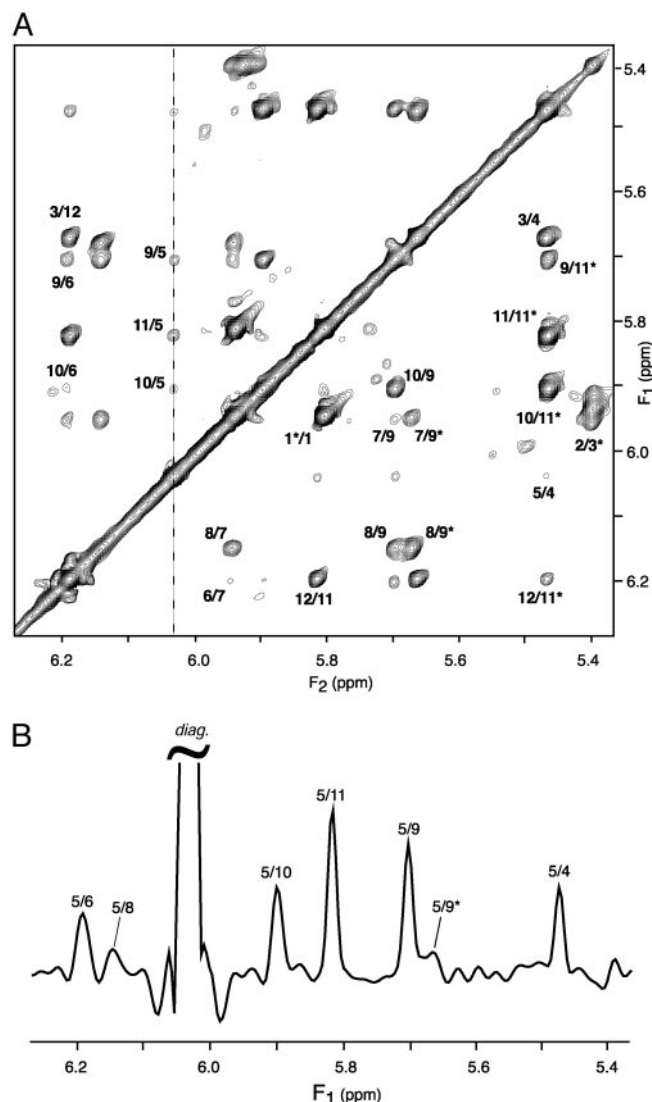 A
5.4
5.6
3/12 9/5 3/4
9/6 9/11*
5.8
11/5 11/11*
10/6 10/5 10/9 10/11*
F1 (ppm)
1*/1 7/9 7/9* 2/3*
6.0
5/4
8/7 8/9 8/9*
6/7 12/11 12/11*
6.2
6.2 6.0 5.8 5.6 5.4
F2 (ppm)
B
diag.
5/11
5/9
5/10 5/4
5/6 5/9*
5/8
6.2 6.0 5.8 5.6 5.4
F1 (ppm)